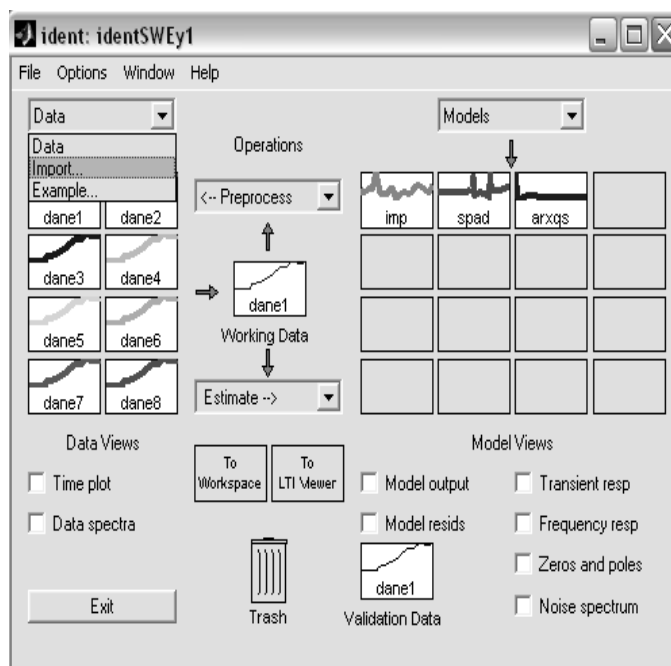 ident: identSWEy1
File Options Window Help
Data
Data
Import...
Example...
dane1 dane2
dane3 dane4
dane5 dane6
dane7 dane8
Operations
<-- Preprocess
dane1
Working Data
Estimate -->
Models
imp spad arxqs
Data Views
Time plot
Data spectra
Exit
To Workspace
To LTI Viewer
Trash
Model Views
Model output
Transient resp
Model resids
Frequency resp
dane1
Validation Data
Zeros and poles
Noise spectrum